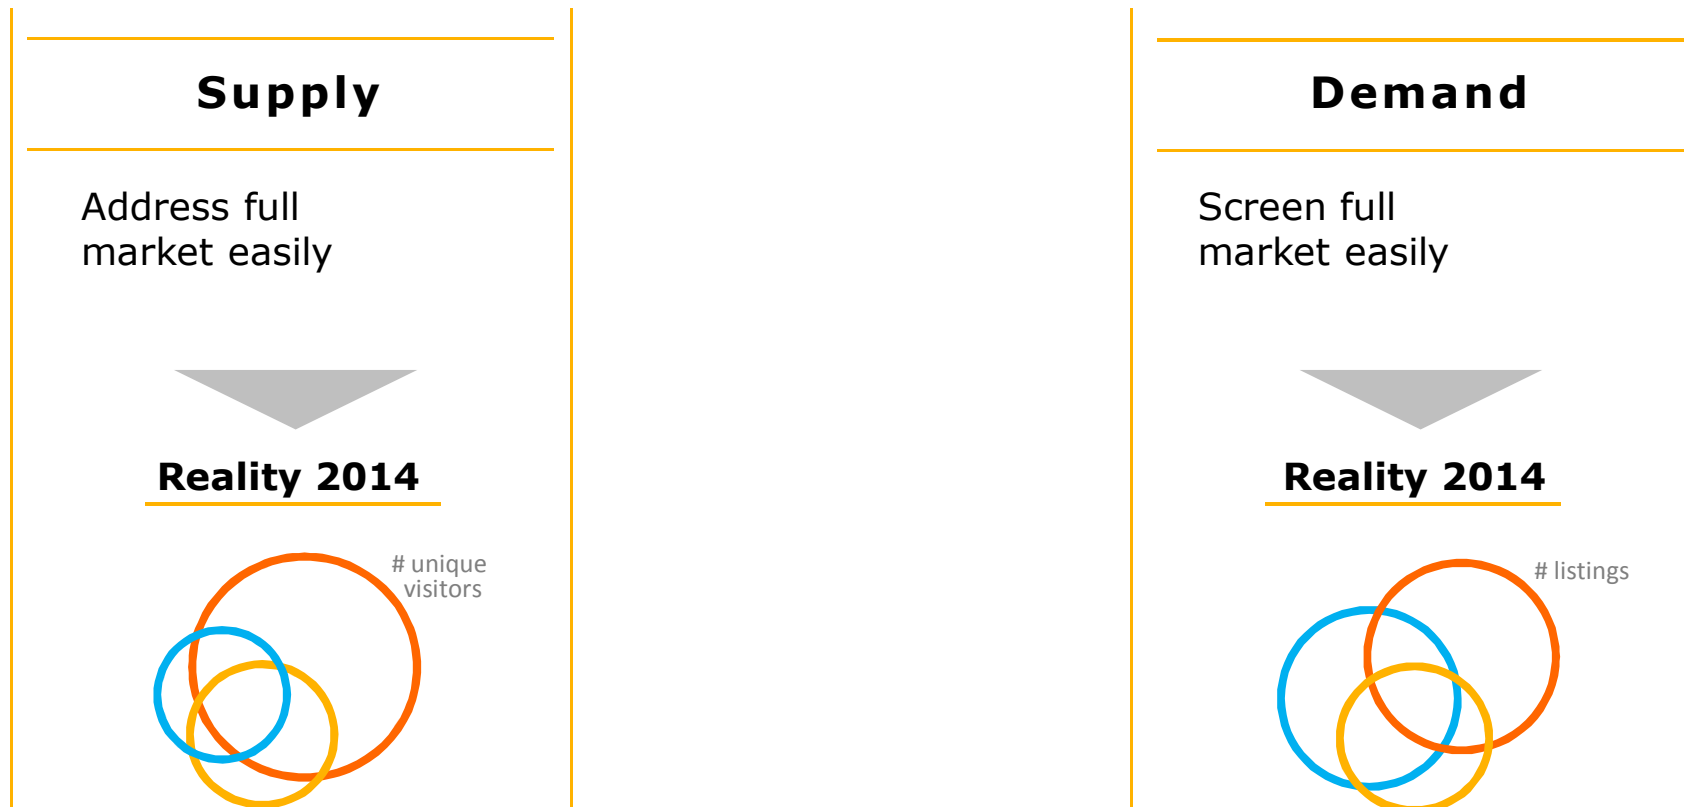 Supply
Address full
market easily
Reality 2014
# unique
visitors
Demand
Screen full
market easily
Reality 2014
# listings